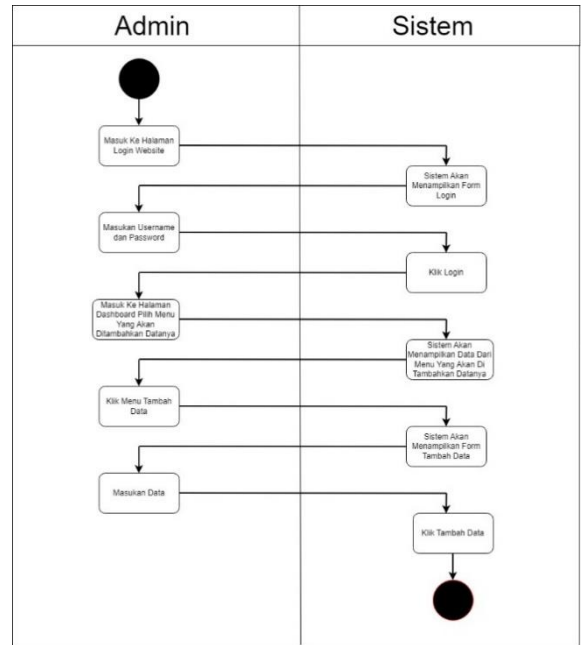 Admin
Sistem
Masuk Ke Halaman
Login Website
Sistem Akan
Menampilkan Form
Login
Masukan Username
dan Password
Klik Login
Masuk Ke Halaman
Dashboard Pilih Menu
Yang Akan
Ditambahkan Datanya
Sistem Akan
Menampilkan Data Dari
Menu Yang Akan Di
Tambahkan Datanya
Klik Menu Tambah
Data
Sistem Akan
Menampilkan Form
Tambah Data
Masukan Data
Klik Tambah Data